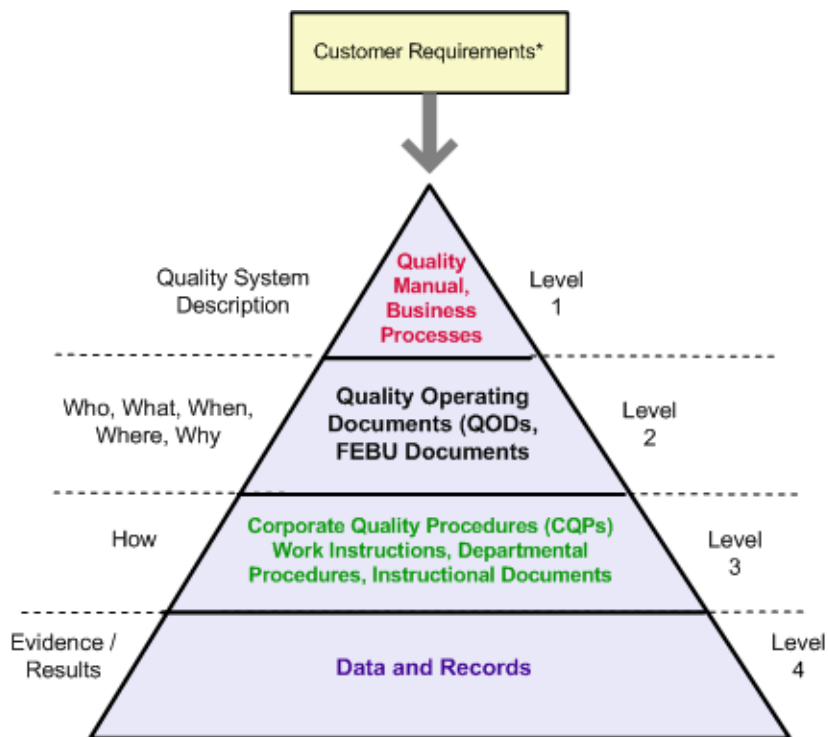 Customer Requirements*
Quality System
Description
Quality
Manual,
Business
Processes
Level
1
Who, What, When,
Where, Why
Quality Operating
Documents (QODs,
FEBU Documents
Level
2
How
Corporate Quality Procedures (CQPs)
Work Instructions, Departmental
Procedures, Instructional Documents
Level
3
Evidence /
Results
Data and Records
Level
4